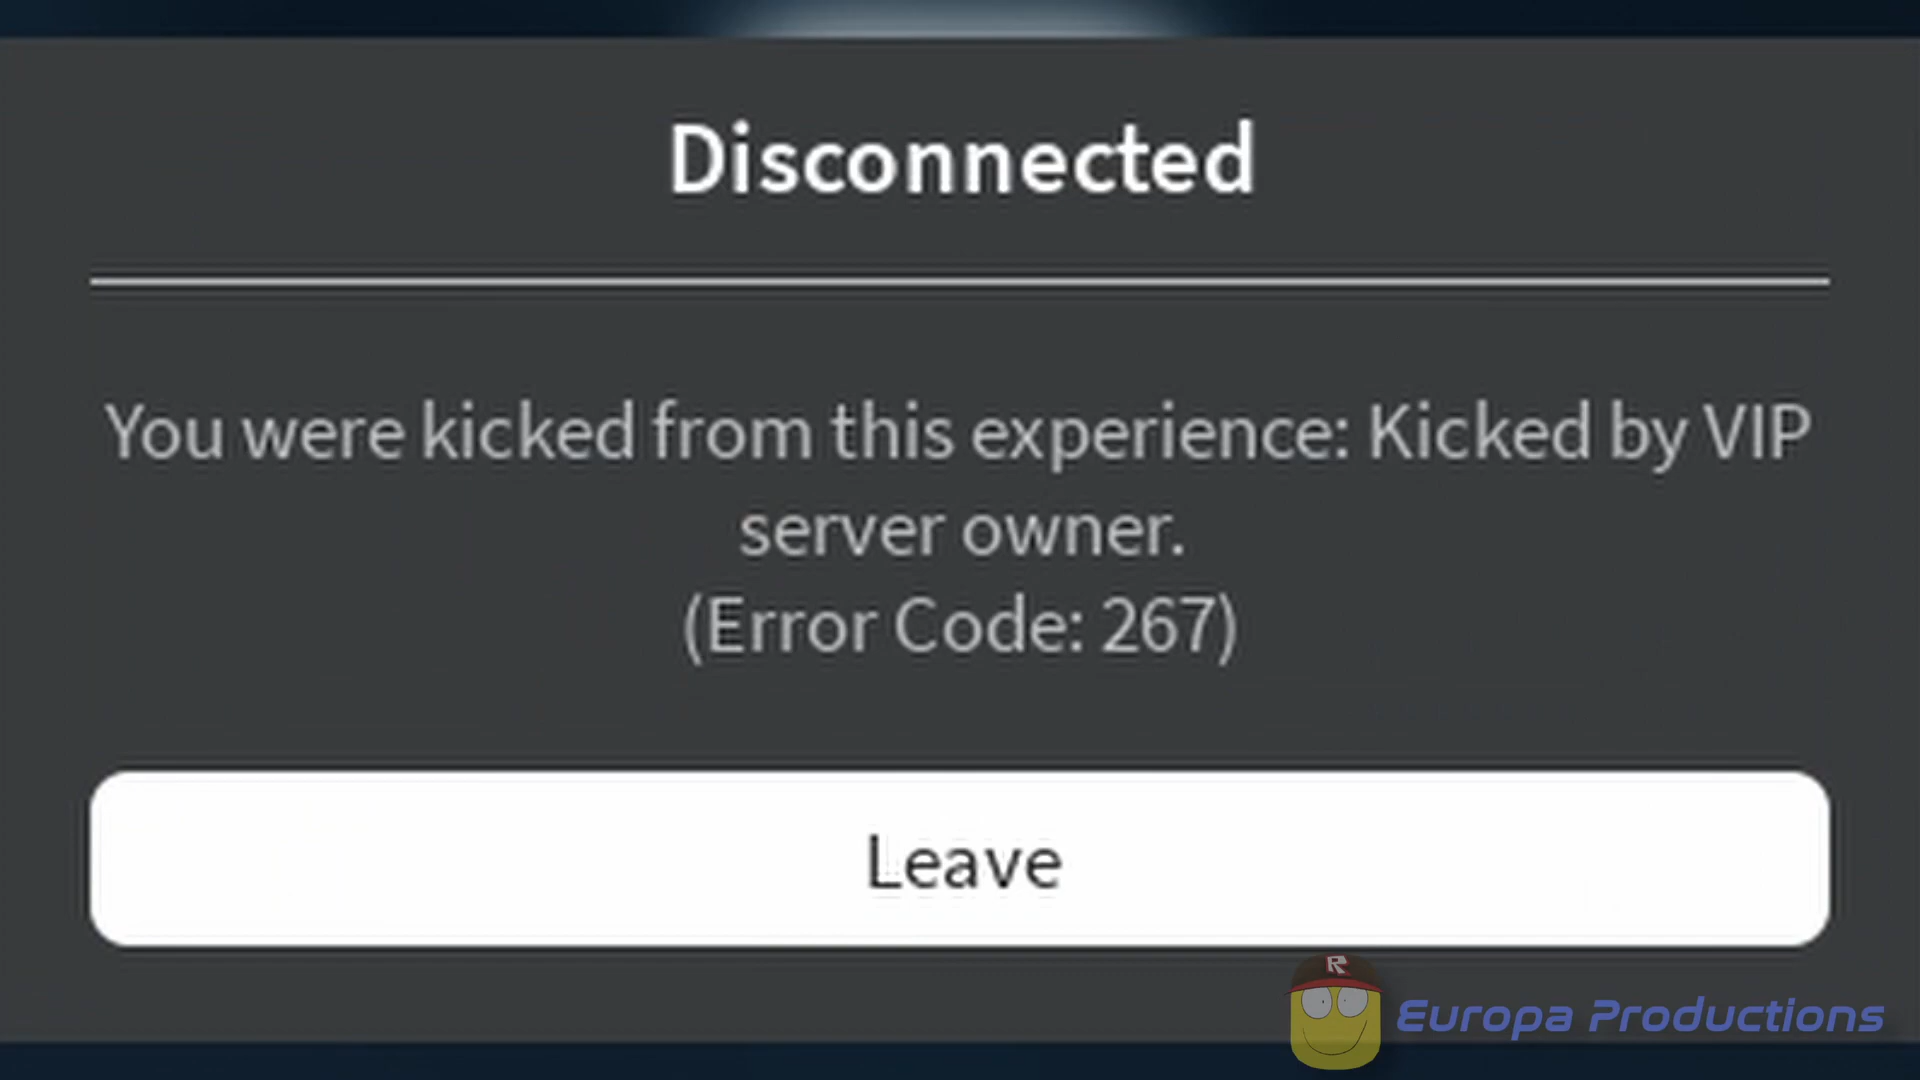 Disconnected
You were kicked from this experience: Kicked by VIP
server owner.
(Error Code: 267)
Leave
R
Europa Productions